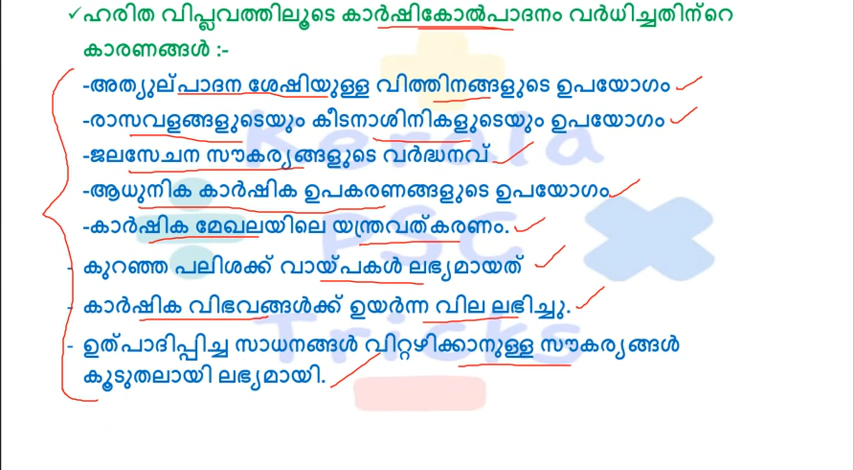 ✓ഹരിത വിപ്ലവത്തിലൂടെ കാർഷികോൽപാദനം വർധിച്ചതിന്റെ
കാരണങ്ങൾ :-
-അത്യുല്പാദന ശേഷിയുള്ള വിത്തിനങ്ങളുടെ ഉപയോഗം
-രാസവളങ്ങളുടെയും കീടനാശിനികളുടെയും ഉപയോഗം
-ജലസേചന സൗകര്യങ്ങളുടെ വർദ്ധനവ്
-ആധുനിക കാർഷിക ഉപകരണങ്ങളുടെ ഉപയോഗം
-കാർഷിക മേഖലയിലെ യന്ത്രവത്കരണം.
- കുറഞ്ഞ പലിശക്ക് വായ്പകൾ ലഭ്യമായത്
- കാർഷിക വിഭവങ്ങൾക്ക് ഉയർന്ന വില ലഭിച്ചു.
- ഉത്പാദിപ്പിച്ച സാധനങ്ങൾ വിറ്റഴിക്കാനുള്ള സൗകര്യങ്ങൾ
കൂടുതലായി ലഭ്യമായി.
Kerala
PSC
Tricks